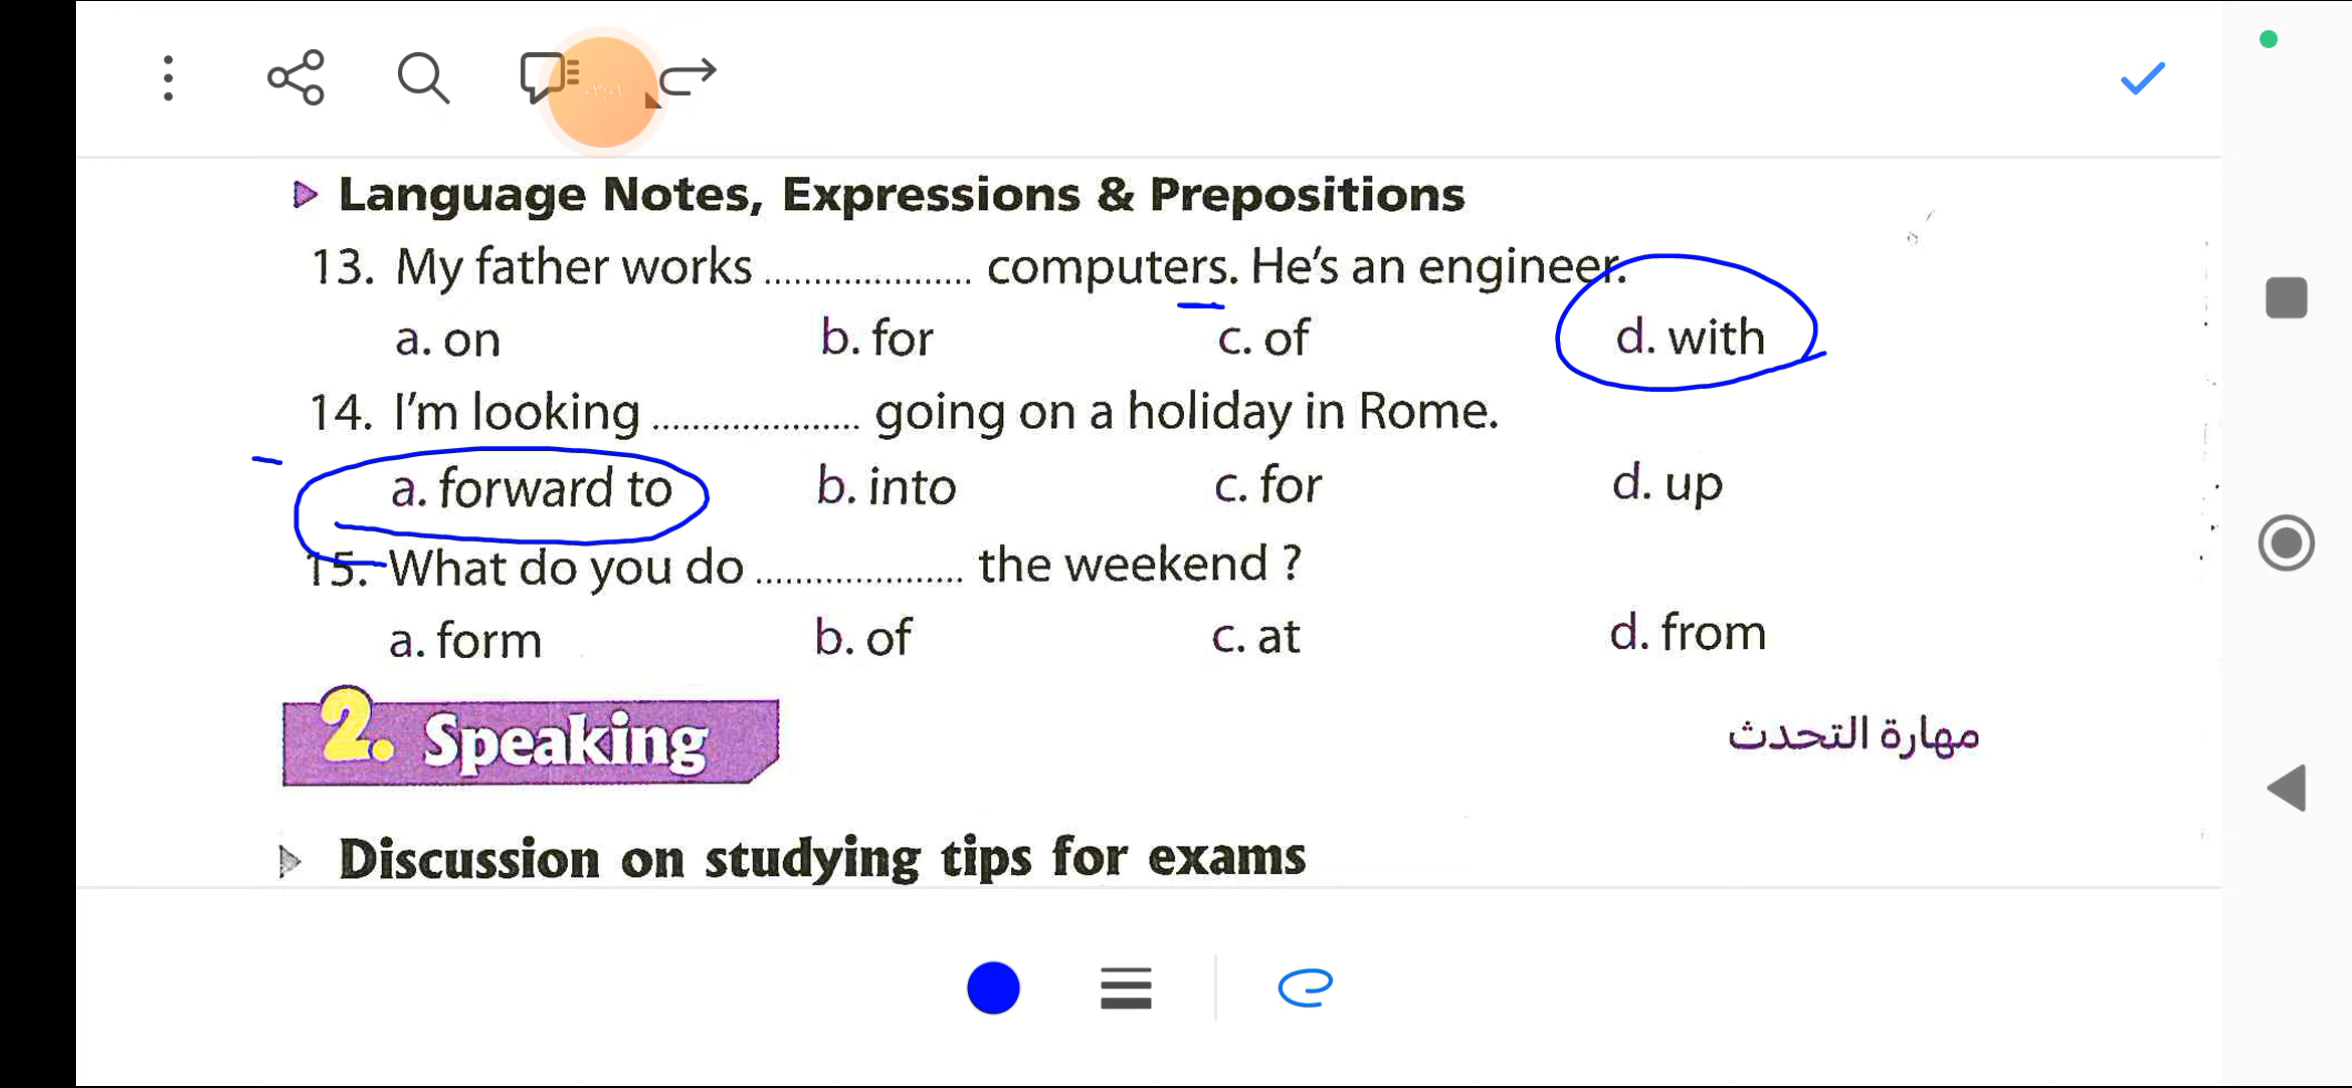 Language Notes, Expressions & Prepositions
13. My father works ..................... computers. He's an engineer.
a. on b. for c. of d. with
14. I'm looking ..................... going on a holiday in Rome.
a. forward to b. into c. for d. up
15. What do you do ..................... the weekend ?
a. form b. of c. at d. from
2. Speaking مهارة التحدث
Discussion on studying tips for exams